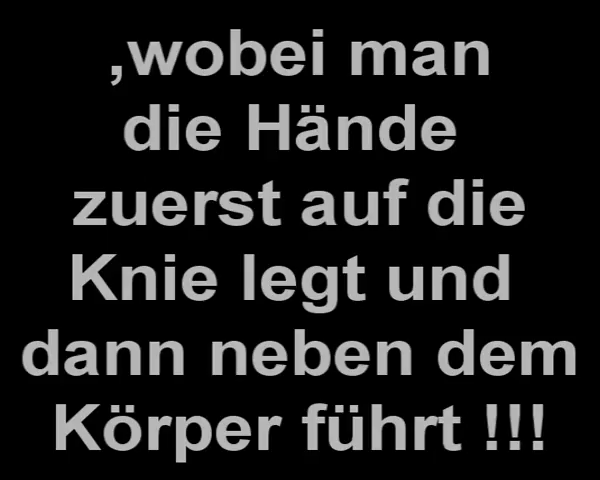 ,wobei man
die Hände
zuerst auf die
Knie legt und
dann neben dem
Körper führt !!!